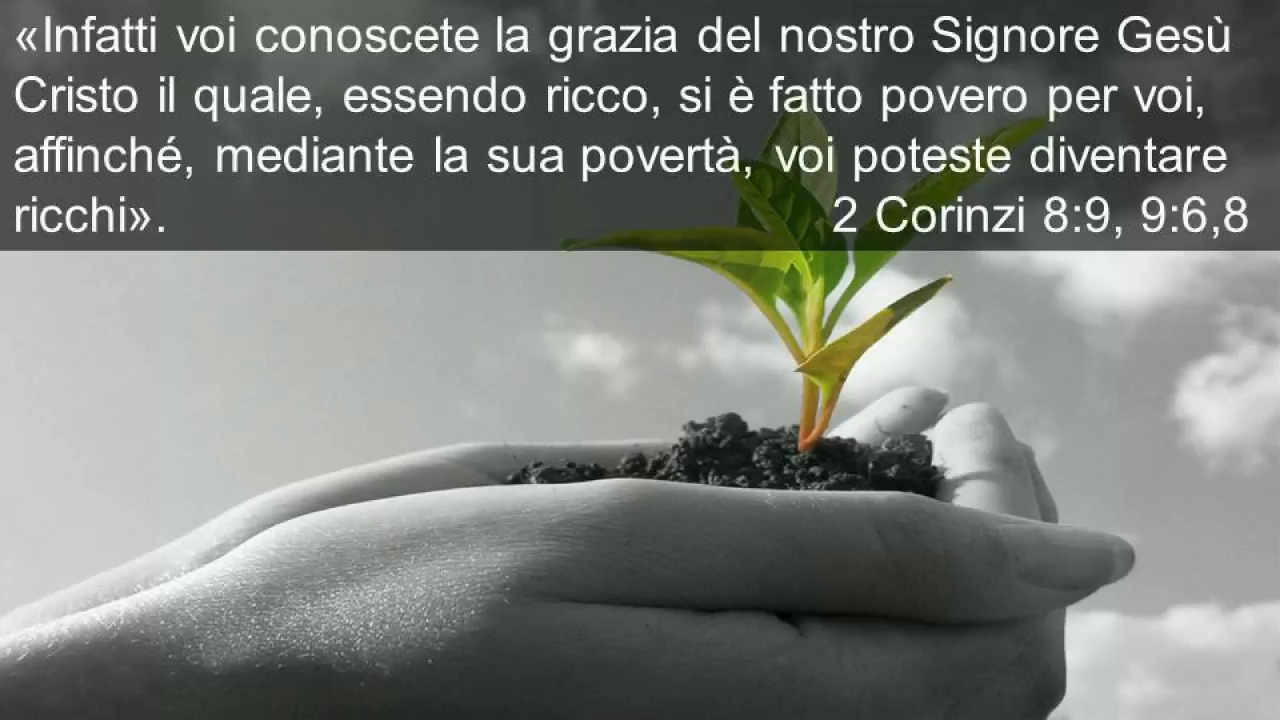 «Infatti voi conoscete la grazia del nostro Signore Gesù
Cristo il quale, essendo ricco, si è fatto povero per voi,
affinché, mediante la sua povertà, voi poteste diventare
ricchi». 2 Corinzi 8:9, 9:6,8